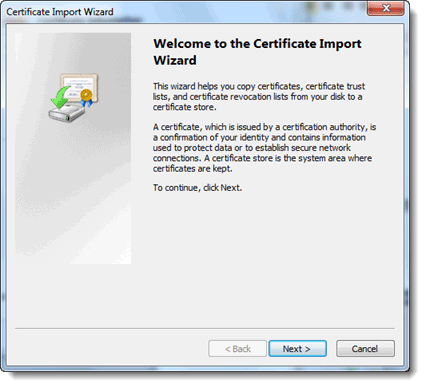 Certificate Import Wizard
Welcome to the Certificate Import
Wizard
This wizard helps you copy certificates, certificate trust
lists, and certificate revocation lists from your disk to a
certificate store.
A certificate, which is issued by a certification authority, is
a confirmation of your identity and contains information
used to protect data or to establish secure network
connections. A certificate store is the system area where
certificates are kept.
To continue, click Next.
< Back
Next >
Cancel